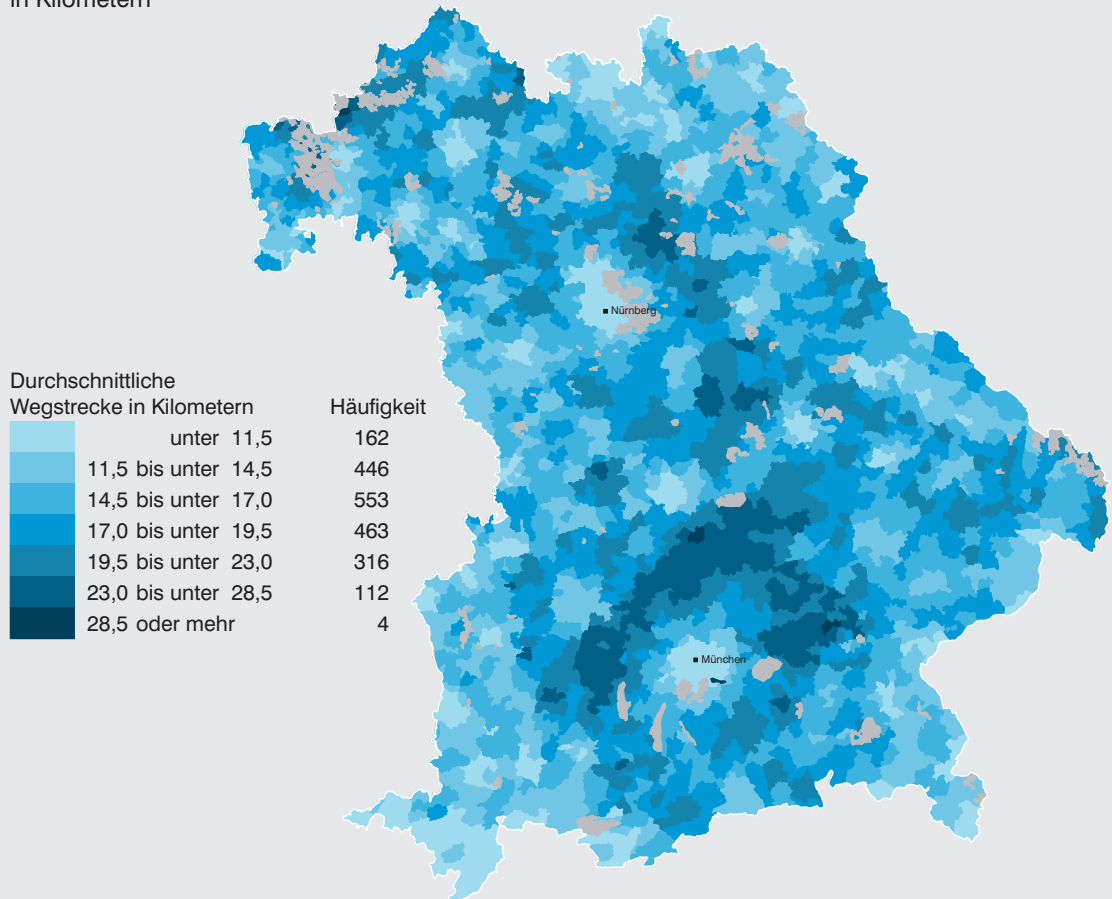 in Kilometern
Nürnberg
Durchschnittliche
Wegstrecke in Kilometern Häufigkeit
unter 11,5 162
11,5 bis unter 14,5 446
14,5 bis unter 17,0 553
17,0 bis unter 19,5 463
19,5 bis unter 23,0 316
23,0 bis unter 28,5 112
28,5 oder mehr 4
München